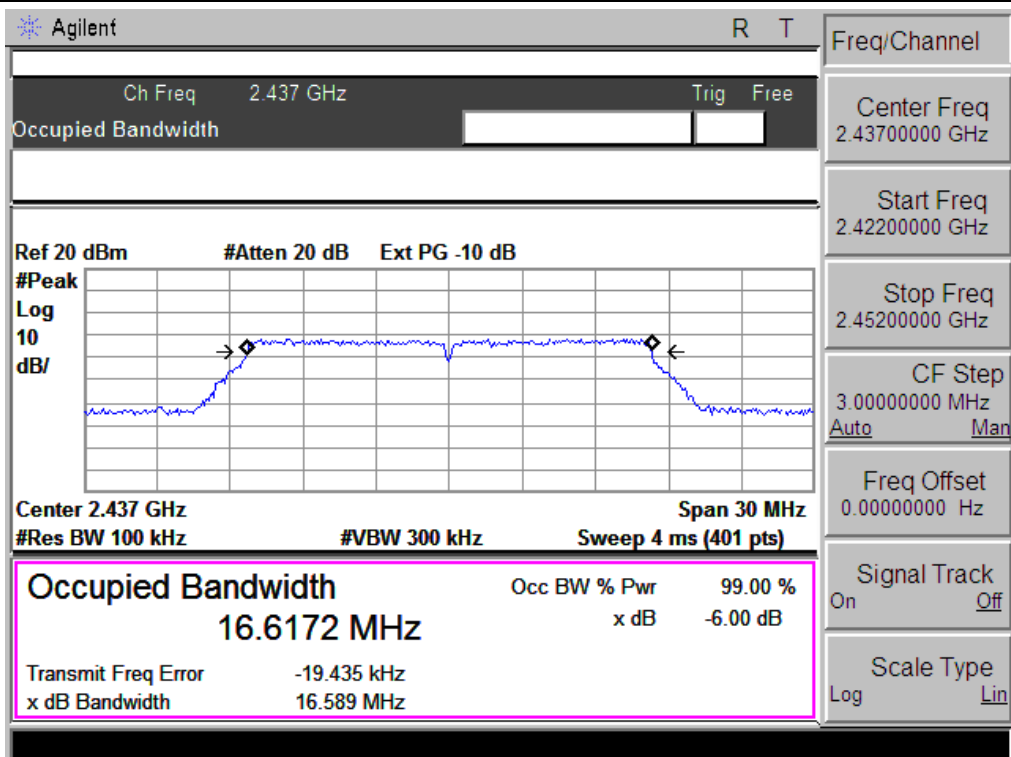 Agilent R T
Ch Freq 2.437 GHz Trig Free
Occupied Bandwidth
Ref 20 dBm #Atten 20 dB Ext PG -10 dB
#Peak
Log
10
dB/
Center 2.437 GHz Span 30 MHz
#Res BW 100 kHz #VBW 300 kHz Sweep 4 ms (401 pts)
Occupied Bandwidth Occ BW % Pwr 99.00 %
16.6172 MHz x dB -6.00 dB
Transmit Freq Error -19.435 kHz
x dB Bandwidth 16.589 MHz
Freq/Channel
Center Freq
2.43700000 GHz
Start Freq
2.42200000 GHz
Stop Freq
2.45200000 GHz
CF Step
3.00000000 MHz
Auto Man
Freq Offset
0.00000000 Hz
Signal Track
On Off
Scale Type
Log Lin